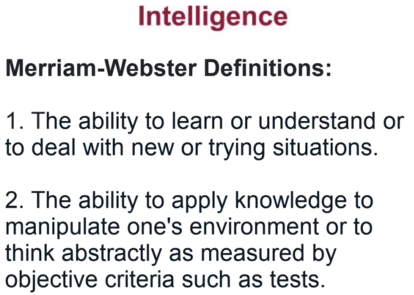 Intelligence
Merriam-Webster Definitions:
1. The ability to learn or understand or
to deal with new or trying situations.
2. The ability to apply knowledge to
manipulate one's environment or to
think abstractly as measured by
objective criteria such as tests.